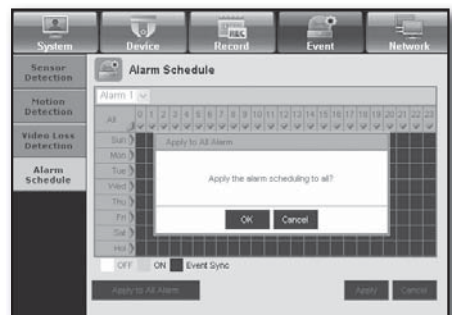 System Device Record Event Network
REC
Sensor
Detection
Motion
Detection
Video Loss
Detection
Alarm
Schedule
Alarm Schedule
Alarm 1
All 0 1 2 3 4 5 6 7 8 9 10 11 12 13 14 15 16 17 18 19 20 21 22 23
Sun
Mon
Tue
Wed
Thu
Fri
Sat
Hol
Apply to All Alarm
Apply the alarm scheduling to all?
OK Cancel
OFF ON Event Sync
Apply to All Alarm Apply Cancel